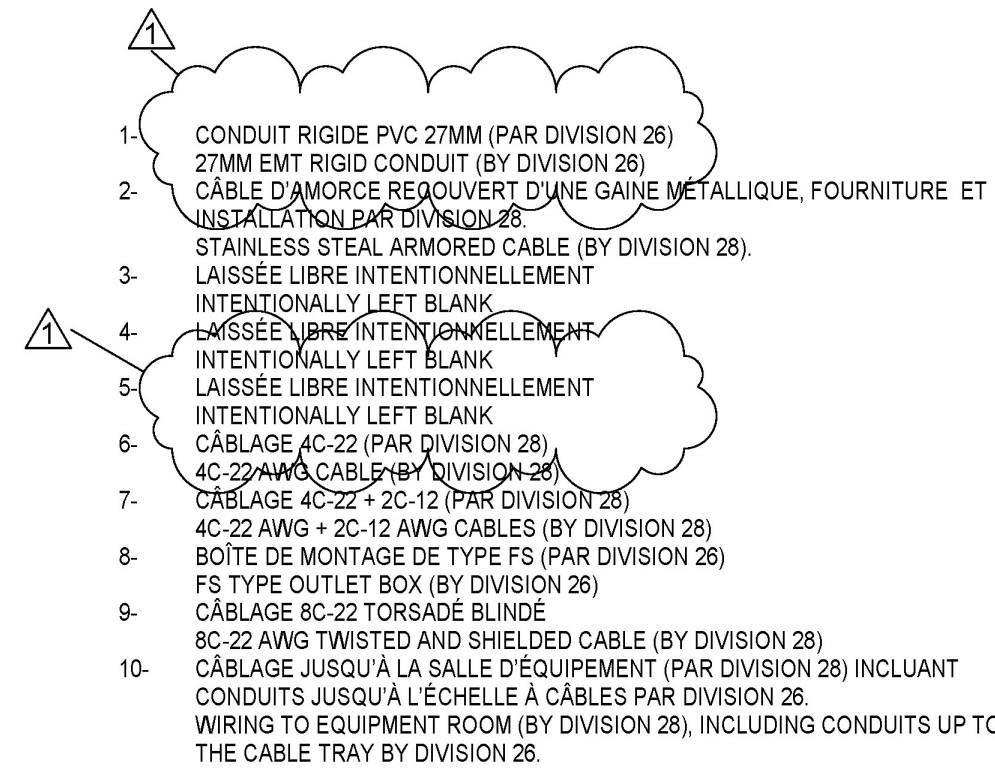 1
1- CONDUIT RIGIDE PVC 27MM (PAR DIVISION 26)
27MM EMT RIGID CONDUIT (BY DIVISION 26)
2- CÂBLE D'AMORCE RECOUVERT D'UNE GAINE MÉTALLIQUE, FOURNITURE ET
INSTALLATION PAR DIVISION 28.
STAINLESS STEAL ARMORED CABLE (BY DIVISION 28).
3- LAISSÉE LIBRE INTENTIONNELLEMENT
INTENTIONALLY LEFT BLANK
1
4- LAISSÉE LIBRE INTENTIONNELLEMENT
INTENTIONALLY LEFT BLANK
5- LAISSÉE LIBRE INTENTIONNELLEMENT
INTENTIONALLY LEFT BLANK
6- CÂBLAGE 4C-22 (PAR DIVISION 28)
4C-22 AWG CABLE (BY DIVISION 28)
7- CÂBLAGE 4C-22 + 2C-12 (PAR DIVISION 28)
4C-22 AWG + 2C-12 AWG CABLES (BY DIVISION 28)
8- BOÎTE DE MONTAGE DE TYPE FS (PAR DIVISION 26)
FS TYPE OUTLET BOX (BY DIVISION 26)
9- CÂBLAGE 8C-22 TORSADÉ BLINDÉ
8C-22 AWG TWISTED AND SHIELDED CABLE (BY DIVISION 28)
10- CÂBLAGE JUSQU'À LA SALLE D'ÉQUIPEMENT (PAR DIVISION 28) INCLUANT
CONDUITS JUSQU'À L'ÉCHELLE À CÂBLES PAR DIVISION 26.
WIRING TO EQUIPMENT ROOM (BY DIVISION 28), INCLUDING CONDUITS UP TO
THE CABLE TRAY BY DIVISION 26.